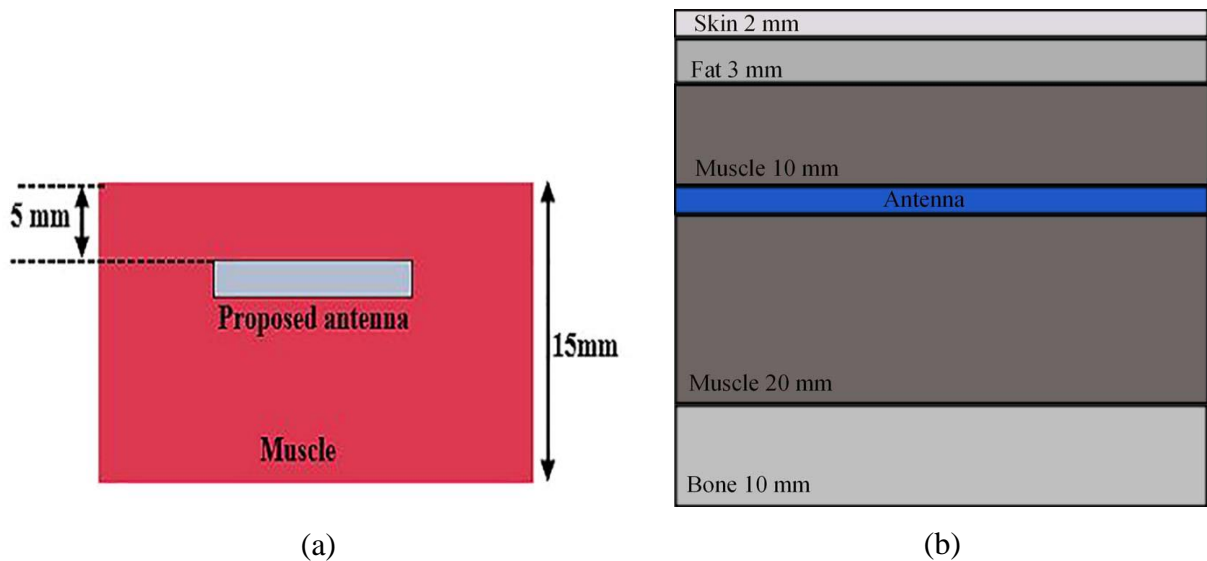 5 mm
Proposed antenna
15mm
Muscle
(a)
Skin 2 mm
Fat 3 mm
Muscle 10 mm
Antenna
Muscle 20 mm
Bone 10 mm
(b)